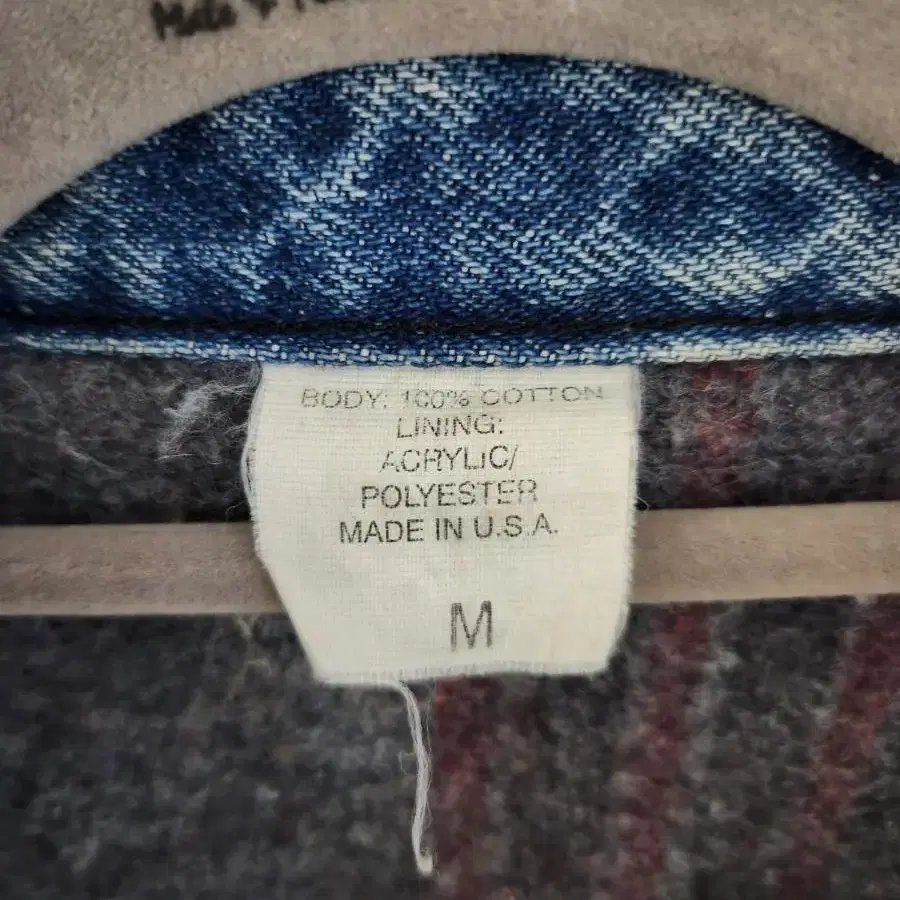 BODY: 100% COTTON
LINING:
ACRYLIC/
POLYESTER
MADE IN U.S.A.
M